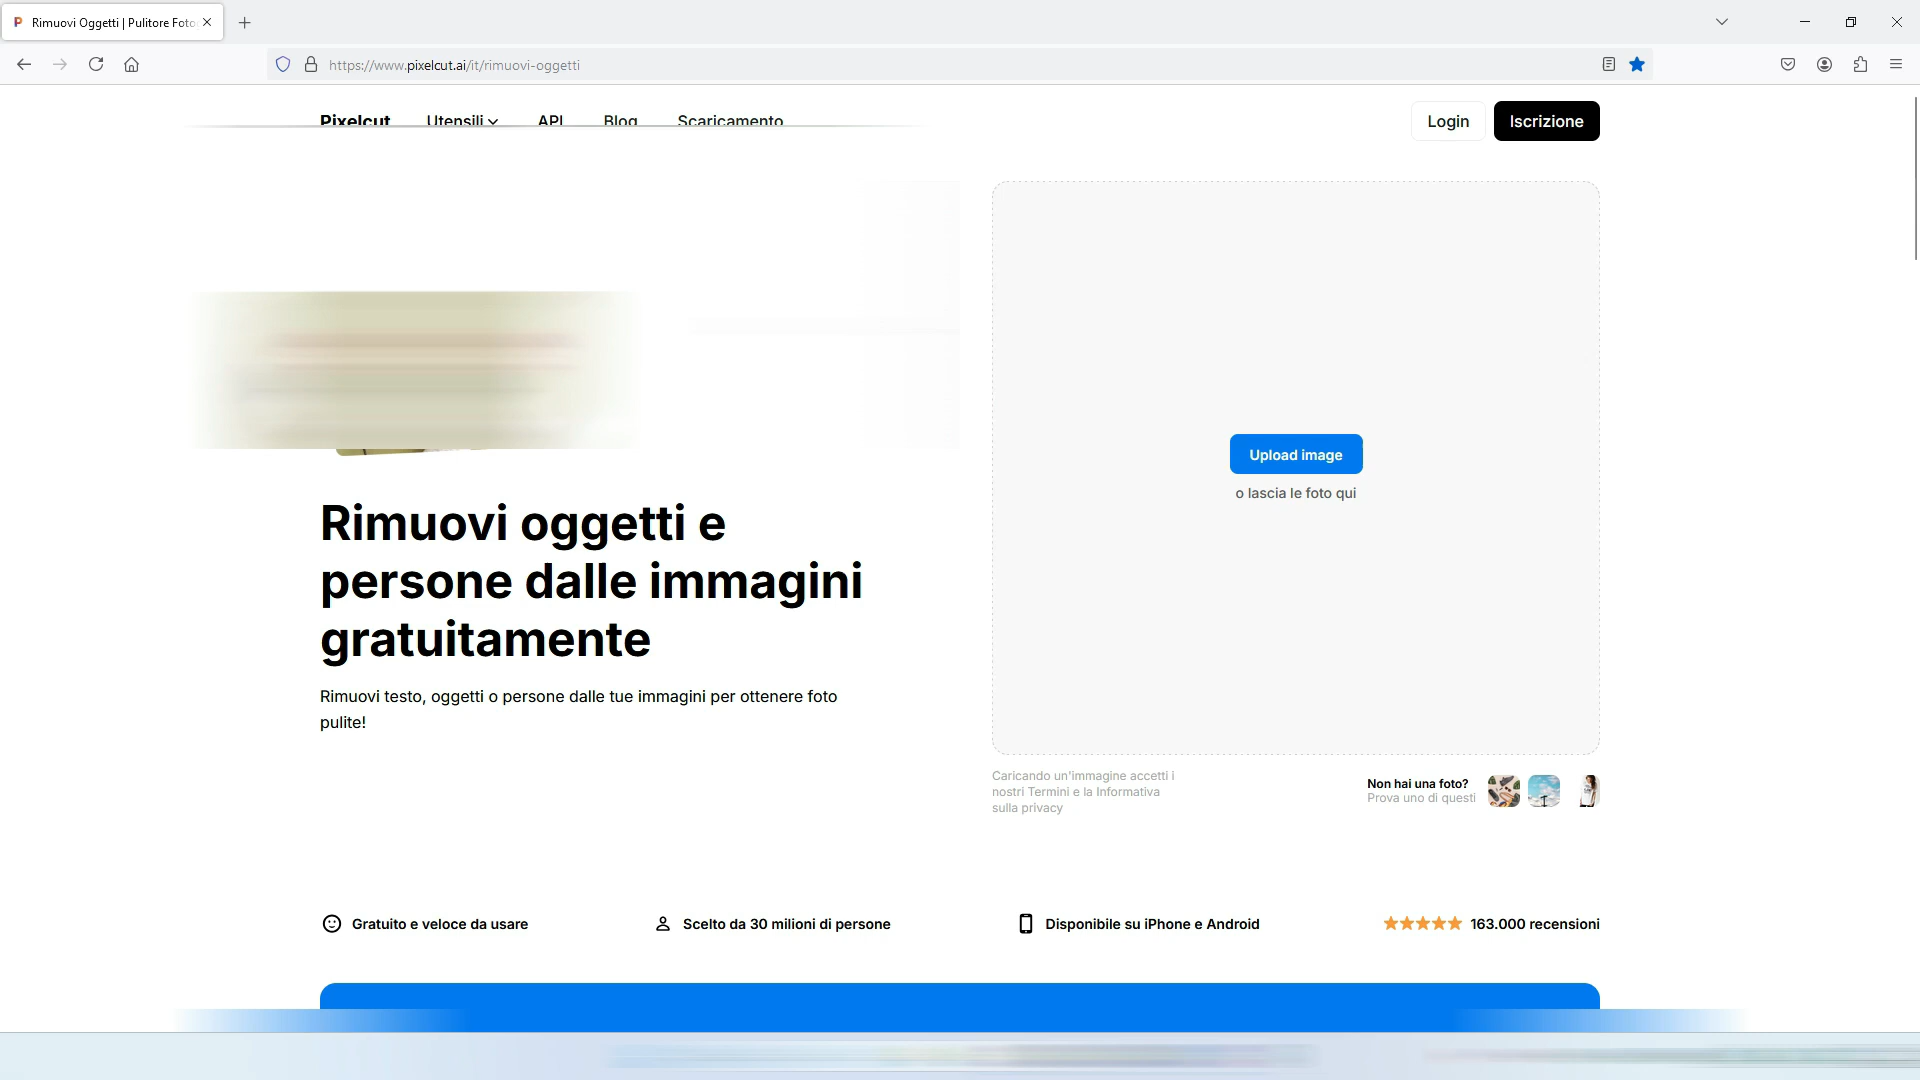 Rimuovi Oggetti | Pulitore Foto
https://www.pixelcut.ai/it/rimuovi-oggetti
Pixelcut Utensili API Blog Scaricamento
Login Iscrizione
Upload image
o lascia le foto qui
Rimuovi oggetti e
persone dalle immagini
gratuitamente
Rimuovi testo, oggetti o persone dalle tue immagini per ottenere foto
pulite!
Caricando un'immagine accetti i
nostri Termini e la Informativa
sulla privacy
Non hai una foto?
Prova uno di questi
Gratuito e veloce da usare
Scelto da 30 milioni di persone
Disponibile su iPhone e Android
163.000 recensioni